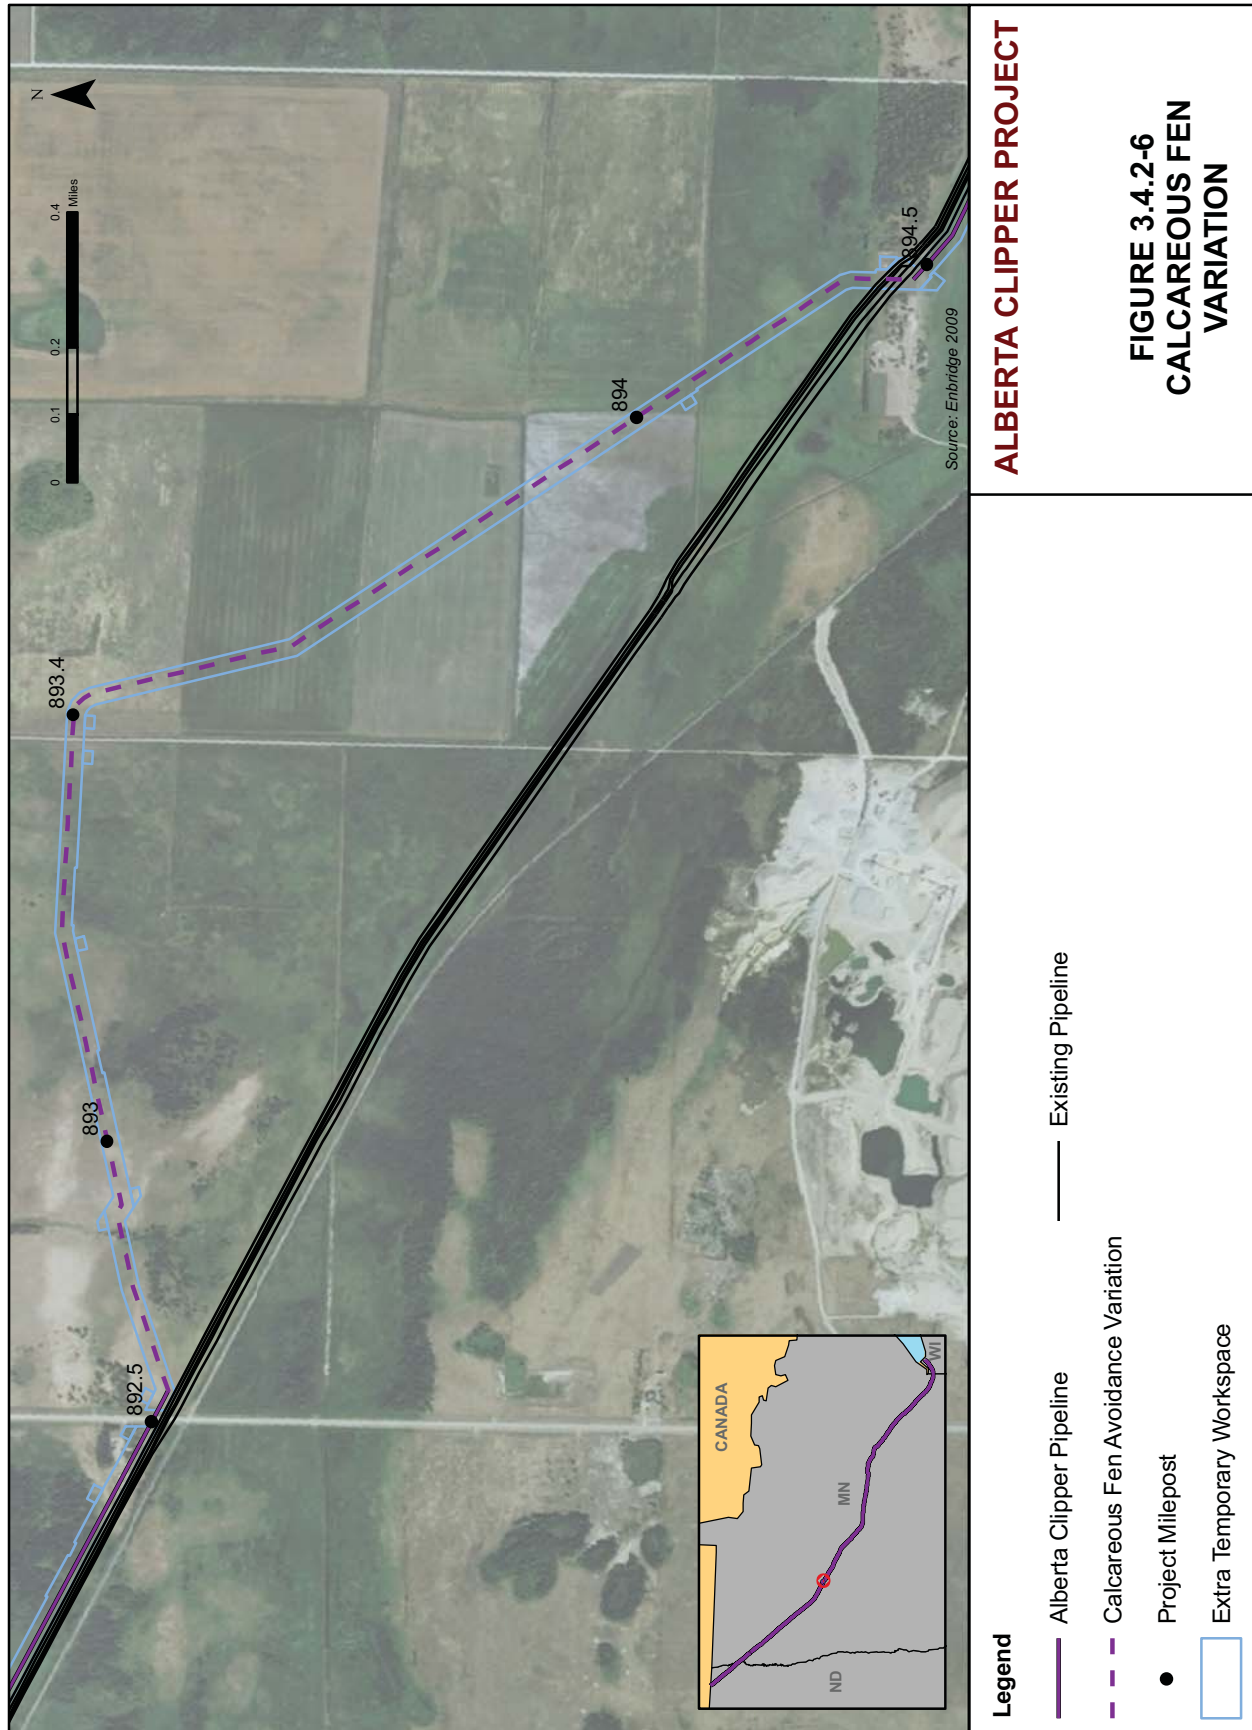 N
0
0.1
0.2
0.4
Miles
892.5
893
893.4
894
894.5
Source: Enbridge 2009
CANADA
ND
MN
WI
Legend
Alberta Clipper Pipeline
Existing Pipeline
Calcareous Fen Avoidance Variation
Project Milepost
Extra Temporary Workspace
ALBERTA CLIPPER PROJECT
FIGURE 3.4.2-6
CALCAREOUS FEN
VARIATION